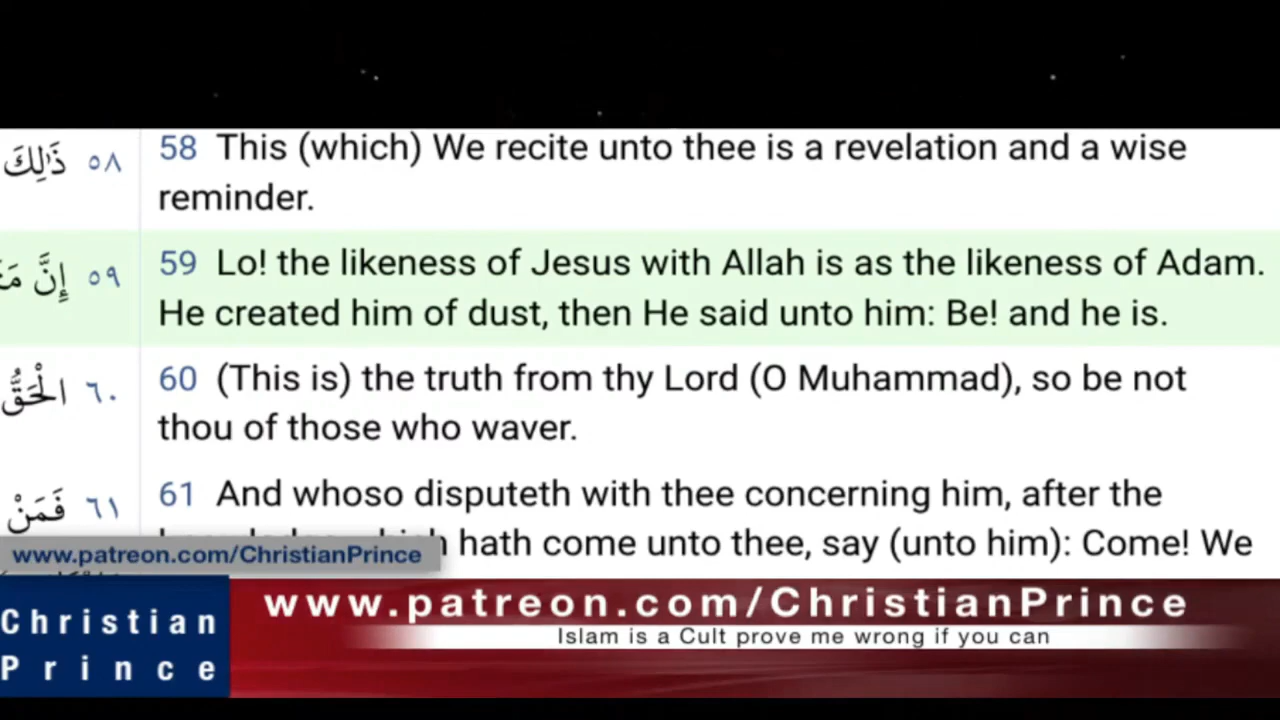 ذَٰلِكَ ٥٨ 58 This (which) We recite unto thee is a revelation and a wise
reminder.
إِنَّ ٥٩ 59 Lo! the likeness of Jesus with Allah is as the likeness of Adam.
He created him of dust, then He said unto him: Be! and he is.
الْحَقُّ ٦٠ 60 (This is) the truth from thy Lord (O Muhammad), so be not
thou of those who waver.
فَمَنْ ٦١ 61 And whoso disputeth with thee concerning him, after the
hath come unto thee, say (unto him): Come! We
www.patreon.com/ChristianPrince
Christian
Prince
www.patreon.com/ChristianPrince
Islam is a Cult prove me wrong if you can